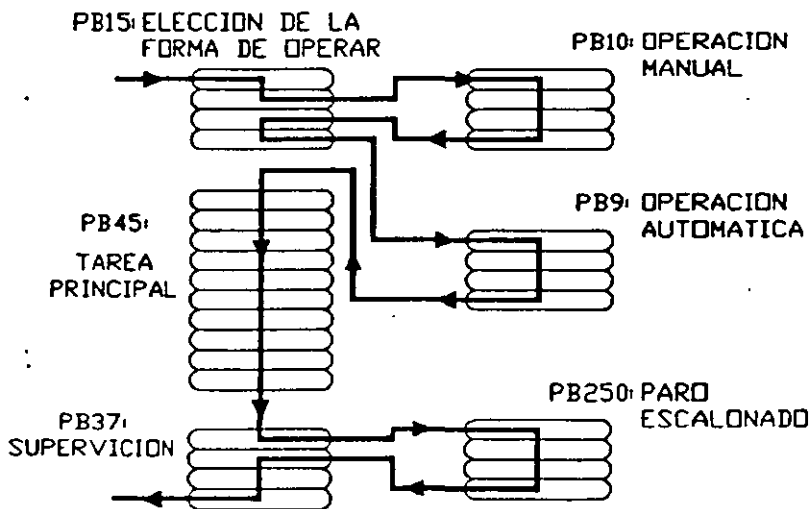 PB15: ELECCION DE LA
FORMA DE OPERAR
PB10: OPERACION
MANUAL
PB45:
TAREA
PRINCIPAL
PB9: OPERACION
AUTOMATICA
PB37:
SUPERVICION
PB250: PARO
ESCALONADO